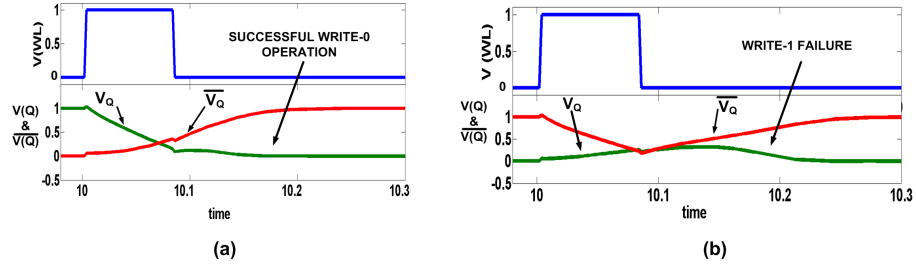 V(WL)
1
0.5
0
SUCCESSFUL WRITE-0
OPERATION
V(Q)
&
V(Q)
1
0.5
0
-0.5
VQ
VQ
10
10.1
10.2
10.3
time
(a)
V (WL)
1
0.5
0
WRITE-1 FAILURE
V(Q)
&
V(Q)
1
0.5
0
-0.5
VQ
VQ
10
10.1
10.2
10.3
time
(b)